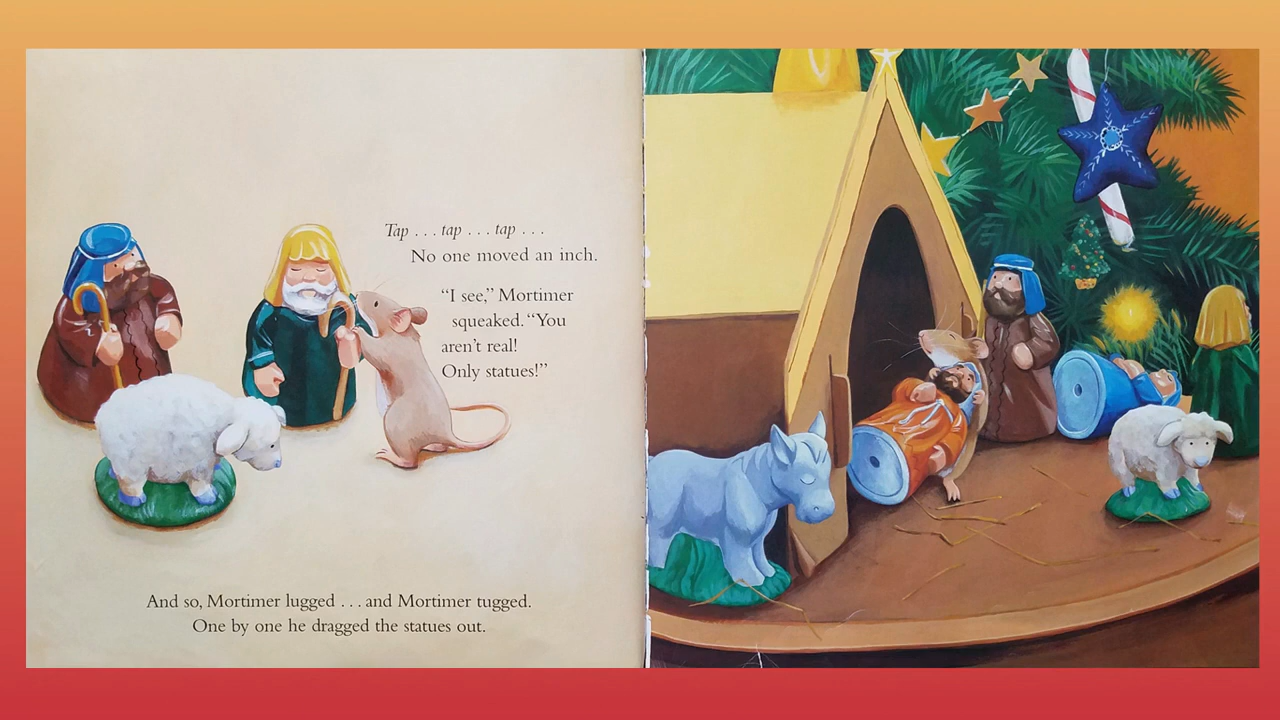 Tap . . . tap . . . tap . . .
No one moved an inch.
“I see,” Mortimer
squeaked. “You
aren’t real!
Only statues!”
And so, Mortimer lugged . . . and Mortimer tugged.
One by one he dragged the statues out.